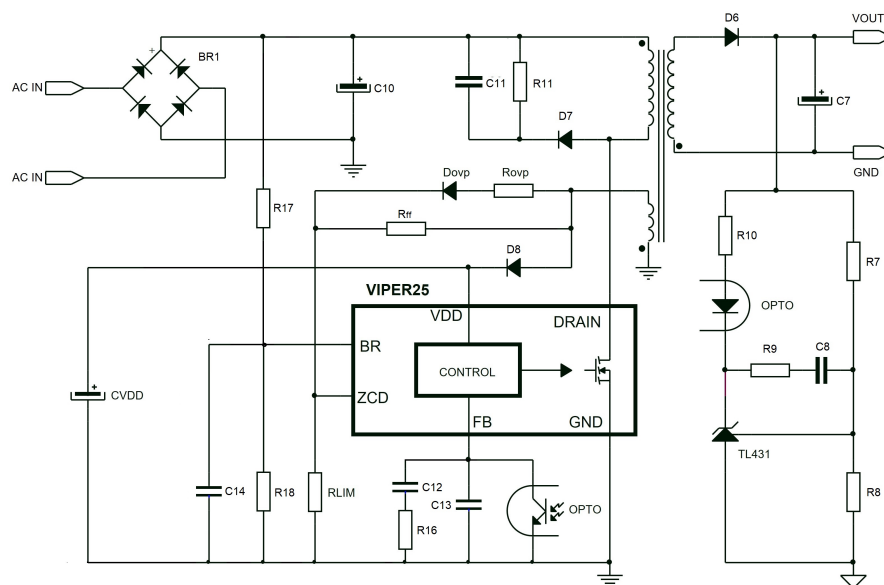 D6
VOUT
BR1
+
AC IN
C10
+
C11
R11
C7
+
D7
AC IN
GND
Dovp
Rovp
R17
Rff
R10
R7
D8
VIPER25
OPTO
VDD
DRAIN
BR
R9
C8
CONTROL
+
CVDD
ZCD
FB
GND
TL431
C14
R18
RLIM
C12
C13
R16
OPTO
R8